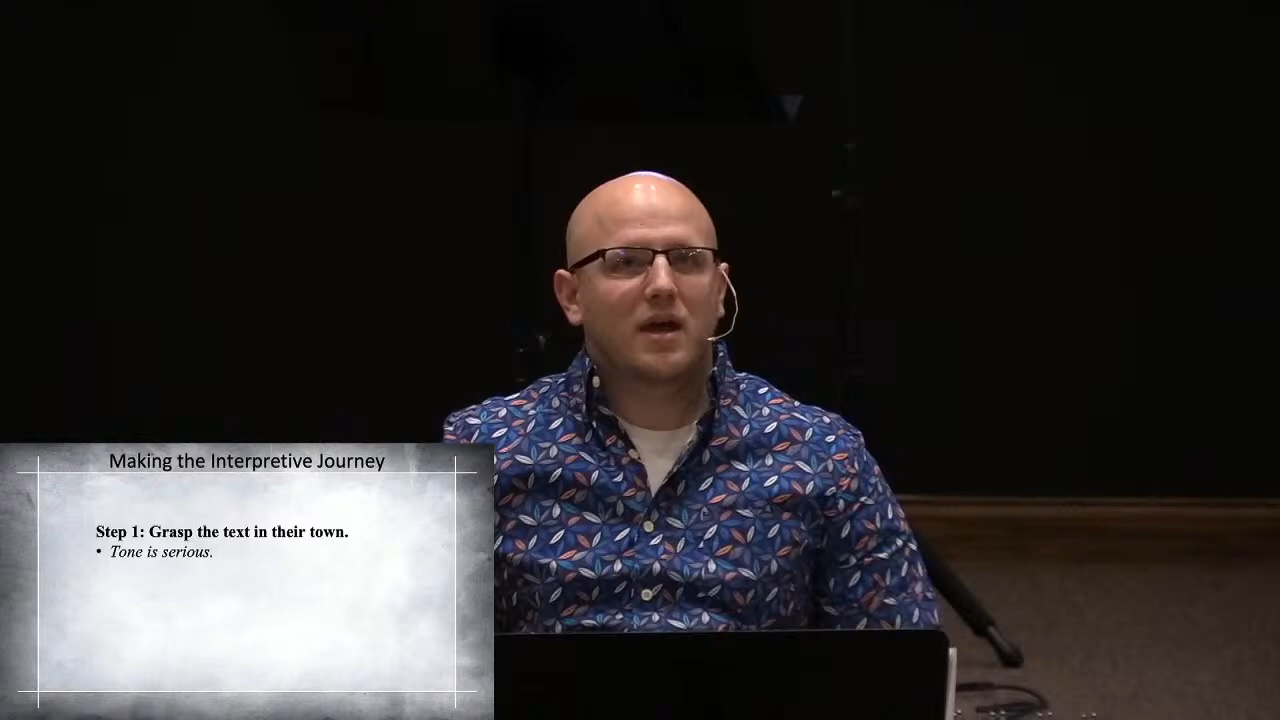 Making the Interpretive Journey
Step 1: Grasp the text in their town.
• Tone is serious.